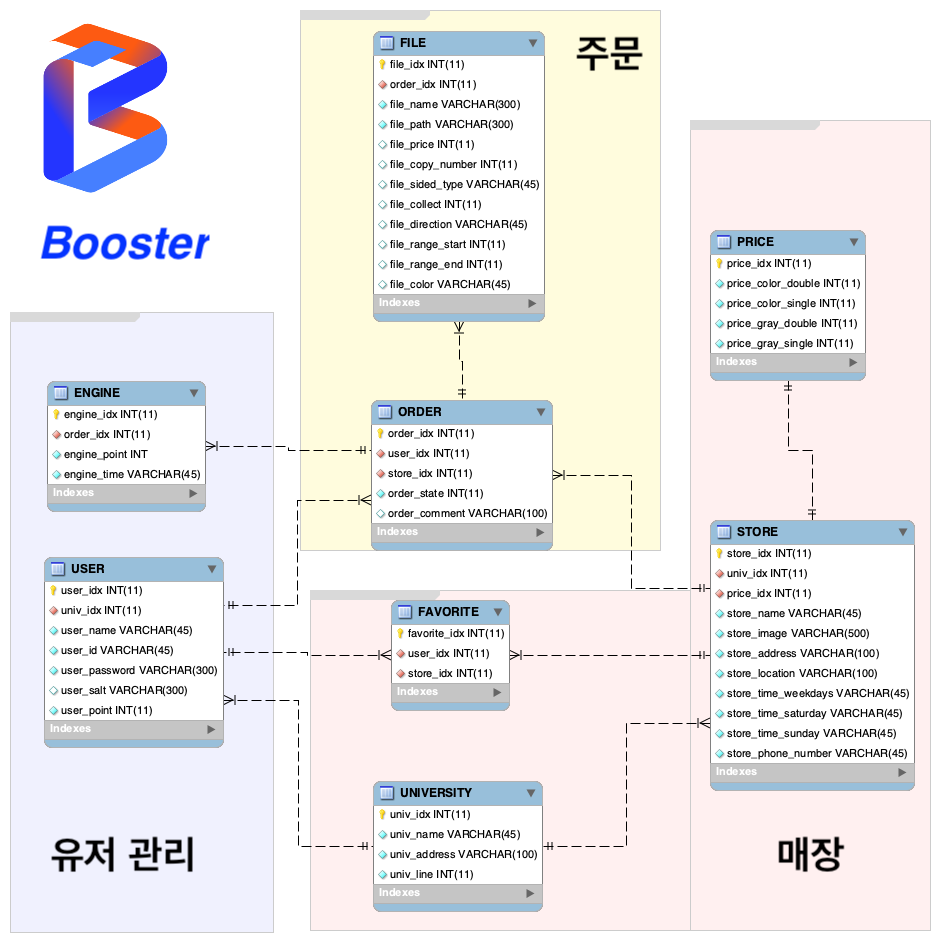 Booster
주문
FILE
file_idx INT(11)
order_idx INT(11)
file_name VARCHAR(300)
file_path VARCHAR(300)
file_price INT(11)
file_copy_number INT(11)
file_sided_type VARCHAR(45)
file_collect INT(11)
file_direction VARCHAR(45)
file_range_start INT(11)
file_range_end INT(11)
file_color VARCHAR(45)
Indexes
ORDER
order_idx INT(11)
user_idx INT(11)
store_idx INT(11)
order_state INT(11)
order_comment VARCHAR(100)
Indexes
ENGINE
engine_idx INT(11)
order_idx INT(11)
engine_point INT
engine_time VARCHAR(45)
Indexes
USER
user_idx INT(11)
univ_idx INT(11)
user_name VARCHAR(45)
user_id VARCHAR(45)
user_password VARCHAR(300)
user_salt VARCHAR(300)
user_point INT(11)
Indexes
유저 관리
FAVORITE
favorite_idx INT(11)
user_idx INT(11)
store_idx INT(11)
Indexes
UNIVERSITY
univ_idx INT(11)
univ_name VARCHAR(45)
univ_address VARCHAR(100)
univ_line INT(11)
Indexes
PRICE
price_idx INT(11)
price_color_double INT(11)
price_color_single INT(11)
price_gray_double INT(11)
price_gray_single INT(11)
Indexes
STORE
store_idx INT(11)
univ_idx INT(11)
price_idx INT(11)
store_name VARCHAR(45)
store_image VARCHAR(500)
store_address VARCHAR(100)
store_location VARCHAR(100)
store_time_weekdays VARCHAR(45)
store_time_saturday VARCHAR(45)
store_time_sunday VARCHAR(45)
store_phone_number VARCHAR(45)
Indexes
매장